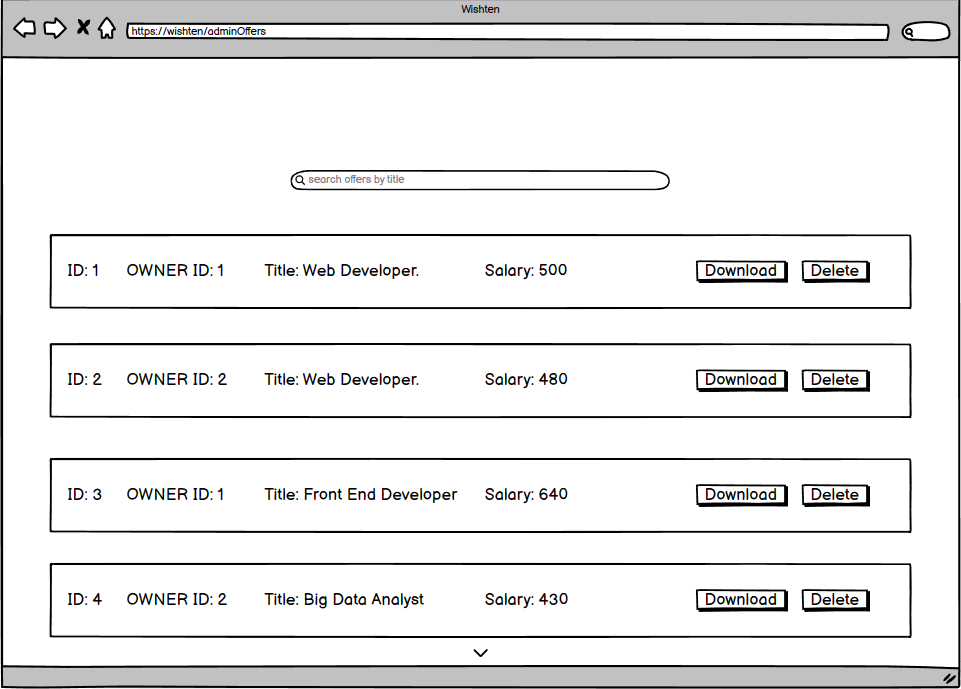 Wishten
https://wishten/adminOffers
search offers by title
ID: 1 OWNER ID: 1 Title: Web Developer. Salary: 500 Download Delete
ID: 2 OWNER ID: 2 Title: Web Developer. Salary: 480 Download Delete
ID: 3 OWNER ID: 1 Title: Front End Developer Salary: 640 Download Delete
ID: 4 OWNER ID: 2 Title: Big Data Analyst Salary: 430 Download Delete